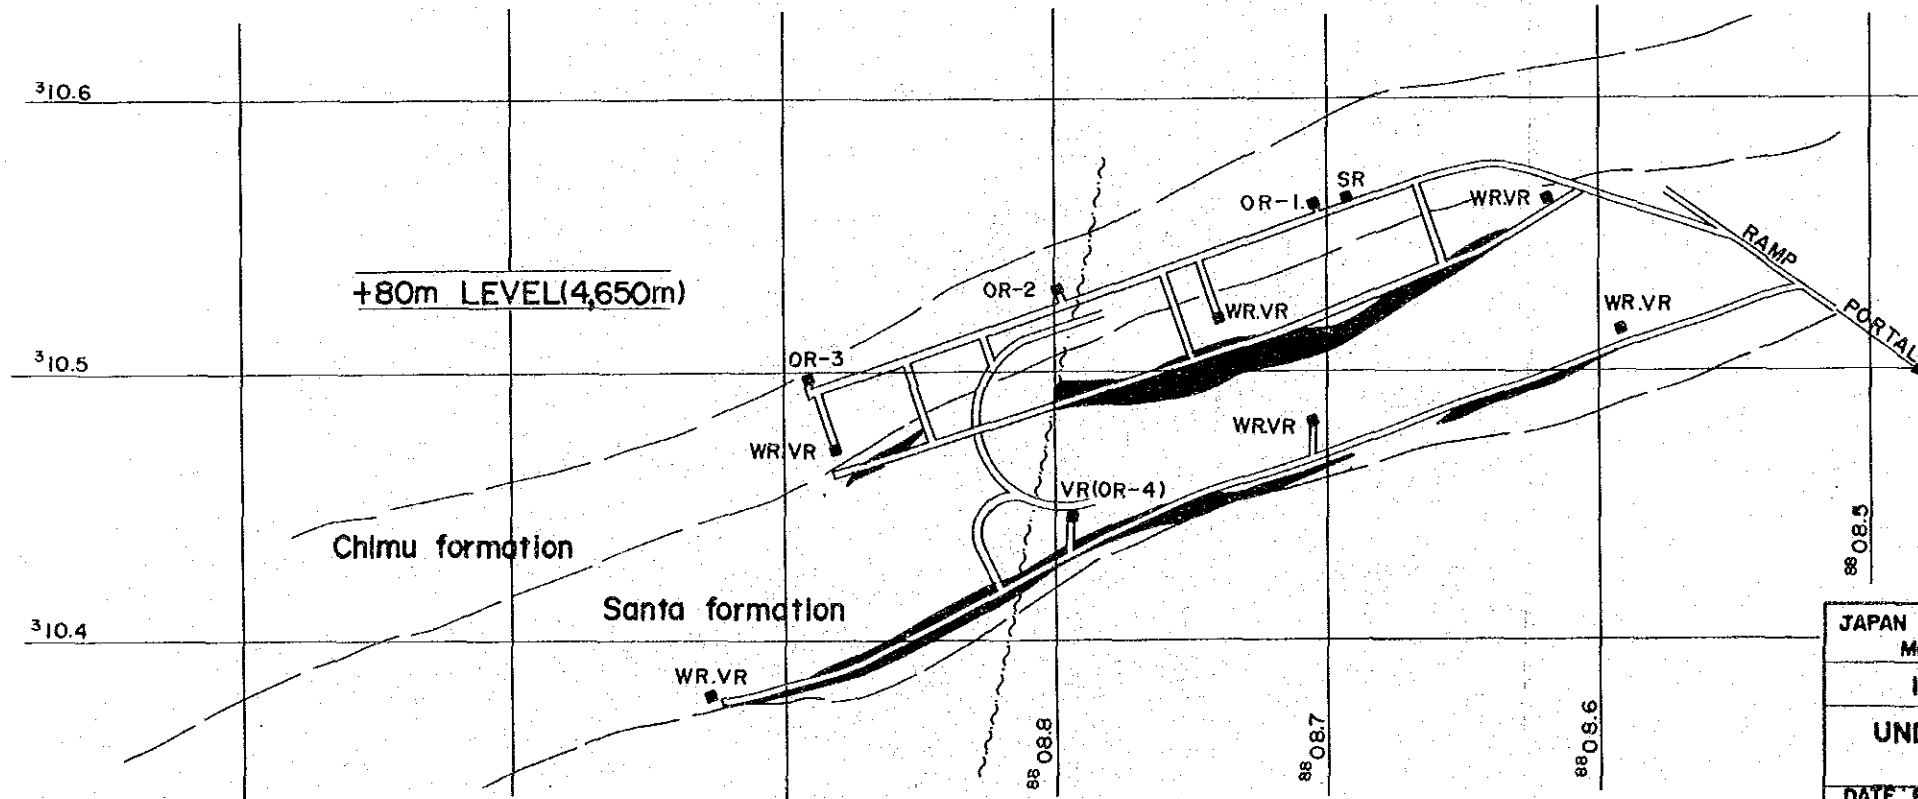 ³10.6
SR
OR-1.
WR.VR
RAMP
+80m LEVEL(4,650m)
OR-2
WR.VR
WR.VR
PORTAL
³10.5
OR-3
WR.VR
WR.VR
VR(OR-4)
⁸⁸08.5
Chimu formation
Santa formation
³10.4
JAPAN
WR.VR
⁸⁸08.8
⁸⁸08.7
⁸⁸08.6